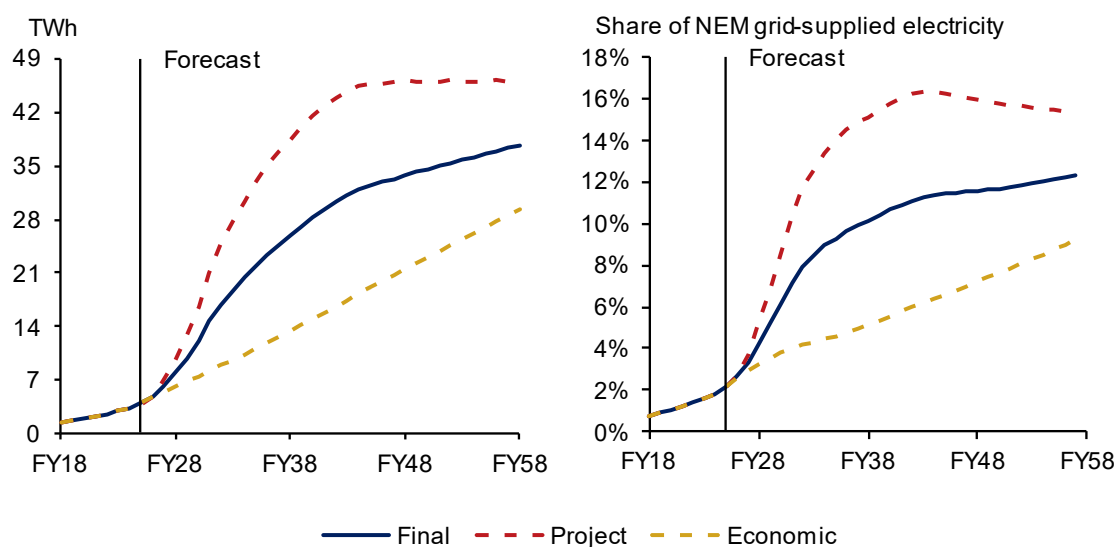 TWh
49
42
35
28
21
14
7
0
Forecast
FY18
FY28
FY38
FY48
FY58
Share of NEM grid-supplied electricity
18%
16%
14%
12%
10%
8%
6%
4%
2%
0%
Forecast
FY18
FY28
FY38
FY48
FY58
Final
Project
Economic